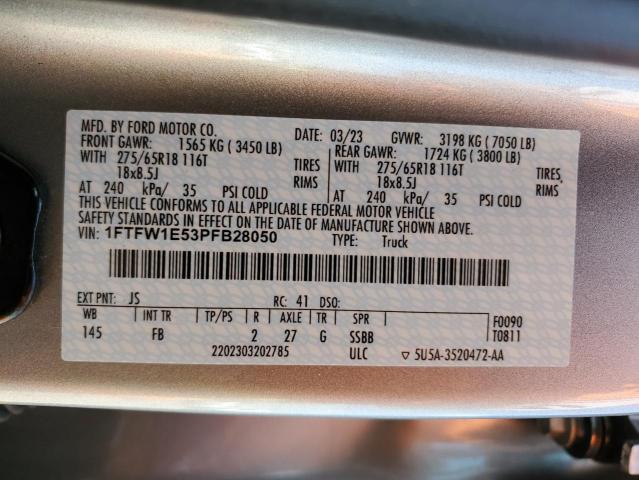 MFD. BY FORD MOTOR CO.
DATE: 03/23 GVWR: 3198 KG ( 7050 LB)
FRONT GAWR: 1565 KG ( 3450 LB)
REAR GAWR: 1724 KG ( 3800 LB)
WITH 275/65R18 116T TIRES
WITH 275/65R18 116T TIRES
18x8.5J RIMS
18x8.5J RIMS
AT 240 kPa/ 35 PSI COLD
AT 240 kPa/ 35 PSI COLD
THIS VEHICLE CONFORMS TO ALL APPLICABLE FEDERAL MOTOR VEHICLE
SAFETY STANDARDS IN EFFECT ON THE DATE OF MANUFACTURE SHOWN ABOVE.
VIN: 1FTFW1E53PFB28050 TYPE: Truck
EXT PNT: JS RC: 41 DSO:
WB INT TR TP/PS R AXLE TR SPR
F0090
145 FB 2 27 G SSBB
T0811
2202303202785 ULC ▽ 5U5A-3520472-AA